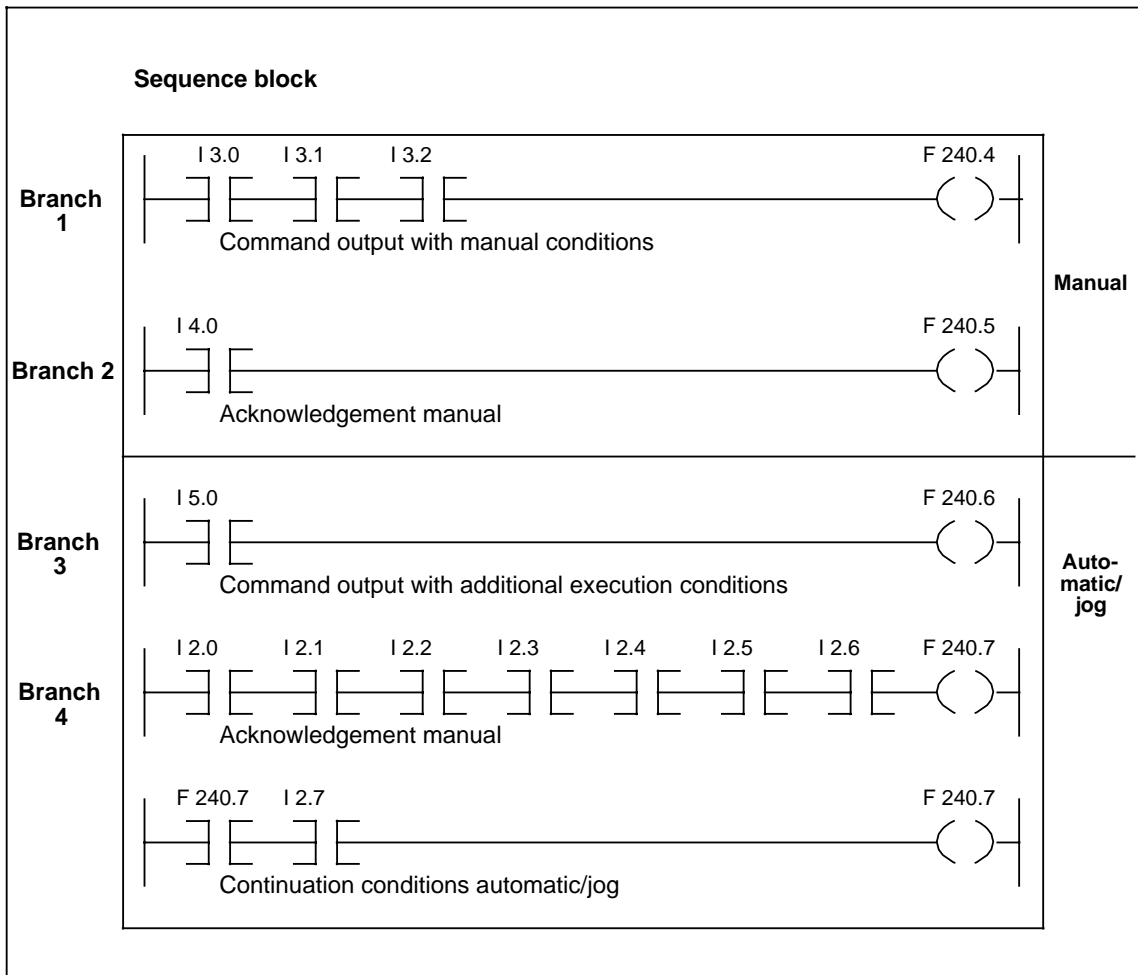 Sequence block
I 3.0 I 3.1 I 3.2 F 240.4
Branch
1
Command output with manual conditions
Manual
I 4.0 F 240.5
Branch 2
Acknowledgement manual
I 5.0 F 240.6
Branch
3
Command output with additional execution conditions
Auto-
matic/
jog
I 2.0 I 2.1 I 2.2 I 2.3 I 2.4 I 2.5 I 2.6 F 240.7
Branch
4
Acknowledgement manual
F 240.7 I 2.7 F 240.7
Continuation conditions automatic/jog